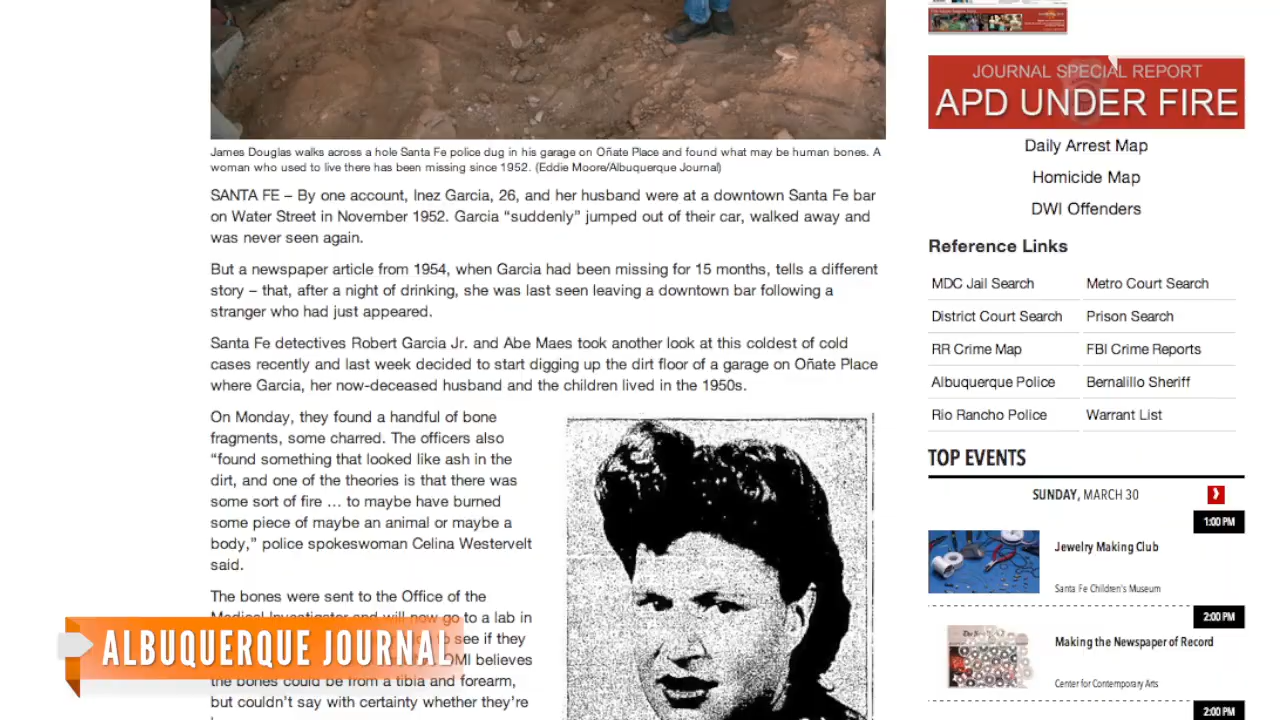 James Douglas walks across a hole Santa Fe police dug in his garage on Oñate Place and found what may be human bones. A
woman who used to live there has been missing since 1952. (Eddie Moore/Albuquerque Journal)
SANTA FE – By one account, Inez Garcia, 26, and her husband were at a downtown Santa Fe bar
on Water Street in November 1952. Garcia “suddenly” jumped out of their car, walked away and
was never seen again.
But a newspaper article from 1954, when Garcia had been missing for 15 months, tells a different
story – that, after a night of drinking, she was last seen leaving a downtown bar following a
stranger who had just appeared.
Santa Fe detectives Robert Garcia Jr. and Abe Maes took another look at this coldest of cold
cases recently and last week decided to start digging up the dirt floor of a garage on Oñate Place
where Garcia, her now-deceased husband and the children lived in the 1950s.
On Monday, they found a handful of bone
fragments, some charred. The officers also
“found something that looked like ash in the
dirt, and one of the theories is that there was
some sort of fire … to maybe have burned
some piece of maybe an animal or maybe a
body,” police spokeswoman Celina Westervelt
said.
The bones were sent to the Office of the
Medical Investigator and will now go to a lab in
to see if they
OMI believes
the bones could be from a tibia and forearm,
but couldn’t say with certainty whether they’re
ALBUQUERQUE JOURNAL
JOURNAL SPECIAL REPORT
APD UNDER FIRE
Daily Arrest Map
Homicide Map
DWI Offenders
Reference Links
MDC Jail Search Metro Court Search
District Court Search Prison Search
RR Crime Map FBI Crime Reports
Albuquerque Police Bernalillo Sheriff
Rio Rancho Police Warrant List
TOP EVENTS
SUNDAY, MARCH 30
1:00 PM
Jewelry Making Club
Santa Fe Children's Museum
2:00 PM
Making the Newspaper of Record
Center for Contemporary Arts
2:00 PM